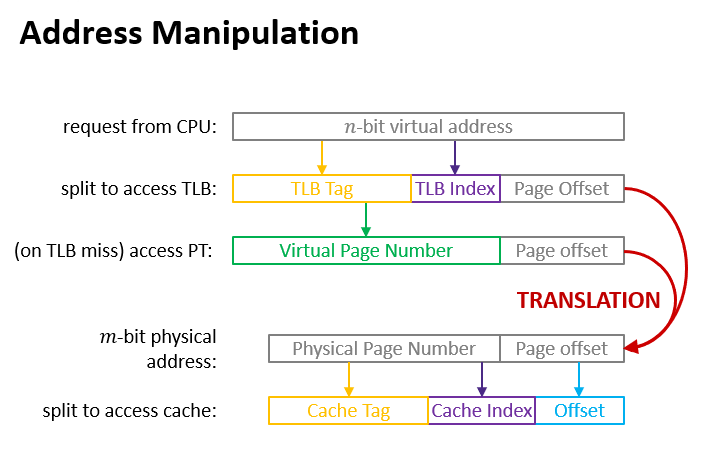 Address Manipulation
request from CPU:
n-bit virtual address
split to access TLB:
TLB Tag
TLB Index
Page Offset
(on TLB miss) access PT:
Virtual Page Number
Page offset
TRANSLATION
m-bit physical
address:
Physical Page Number
Page offset
split to access cache:
Cache Tag
Cache Index
Offset